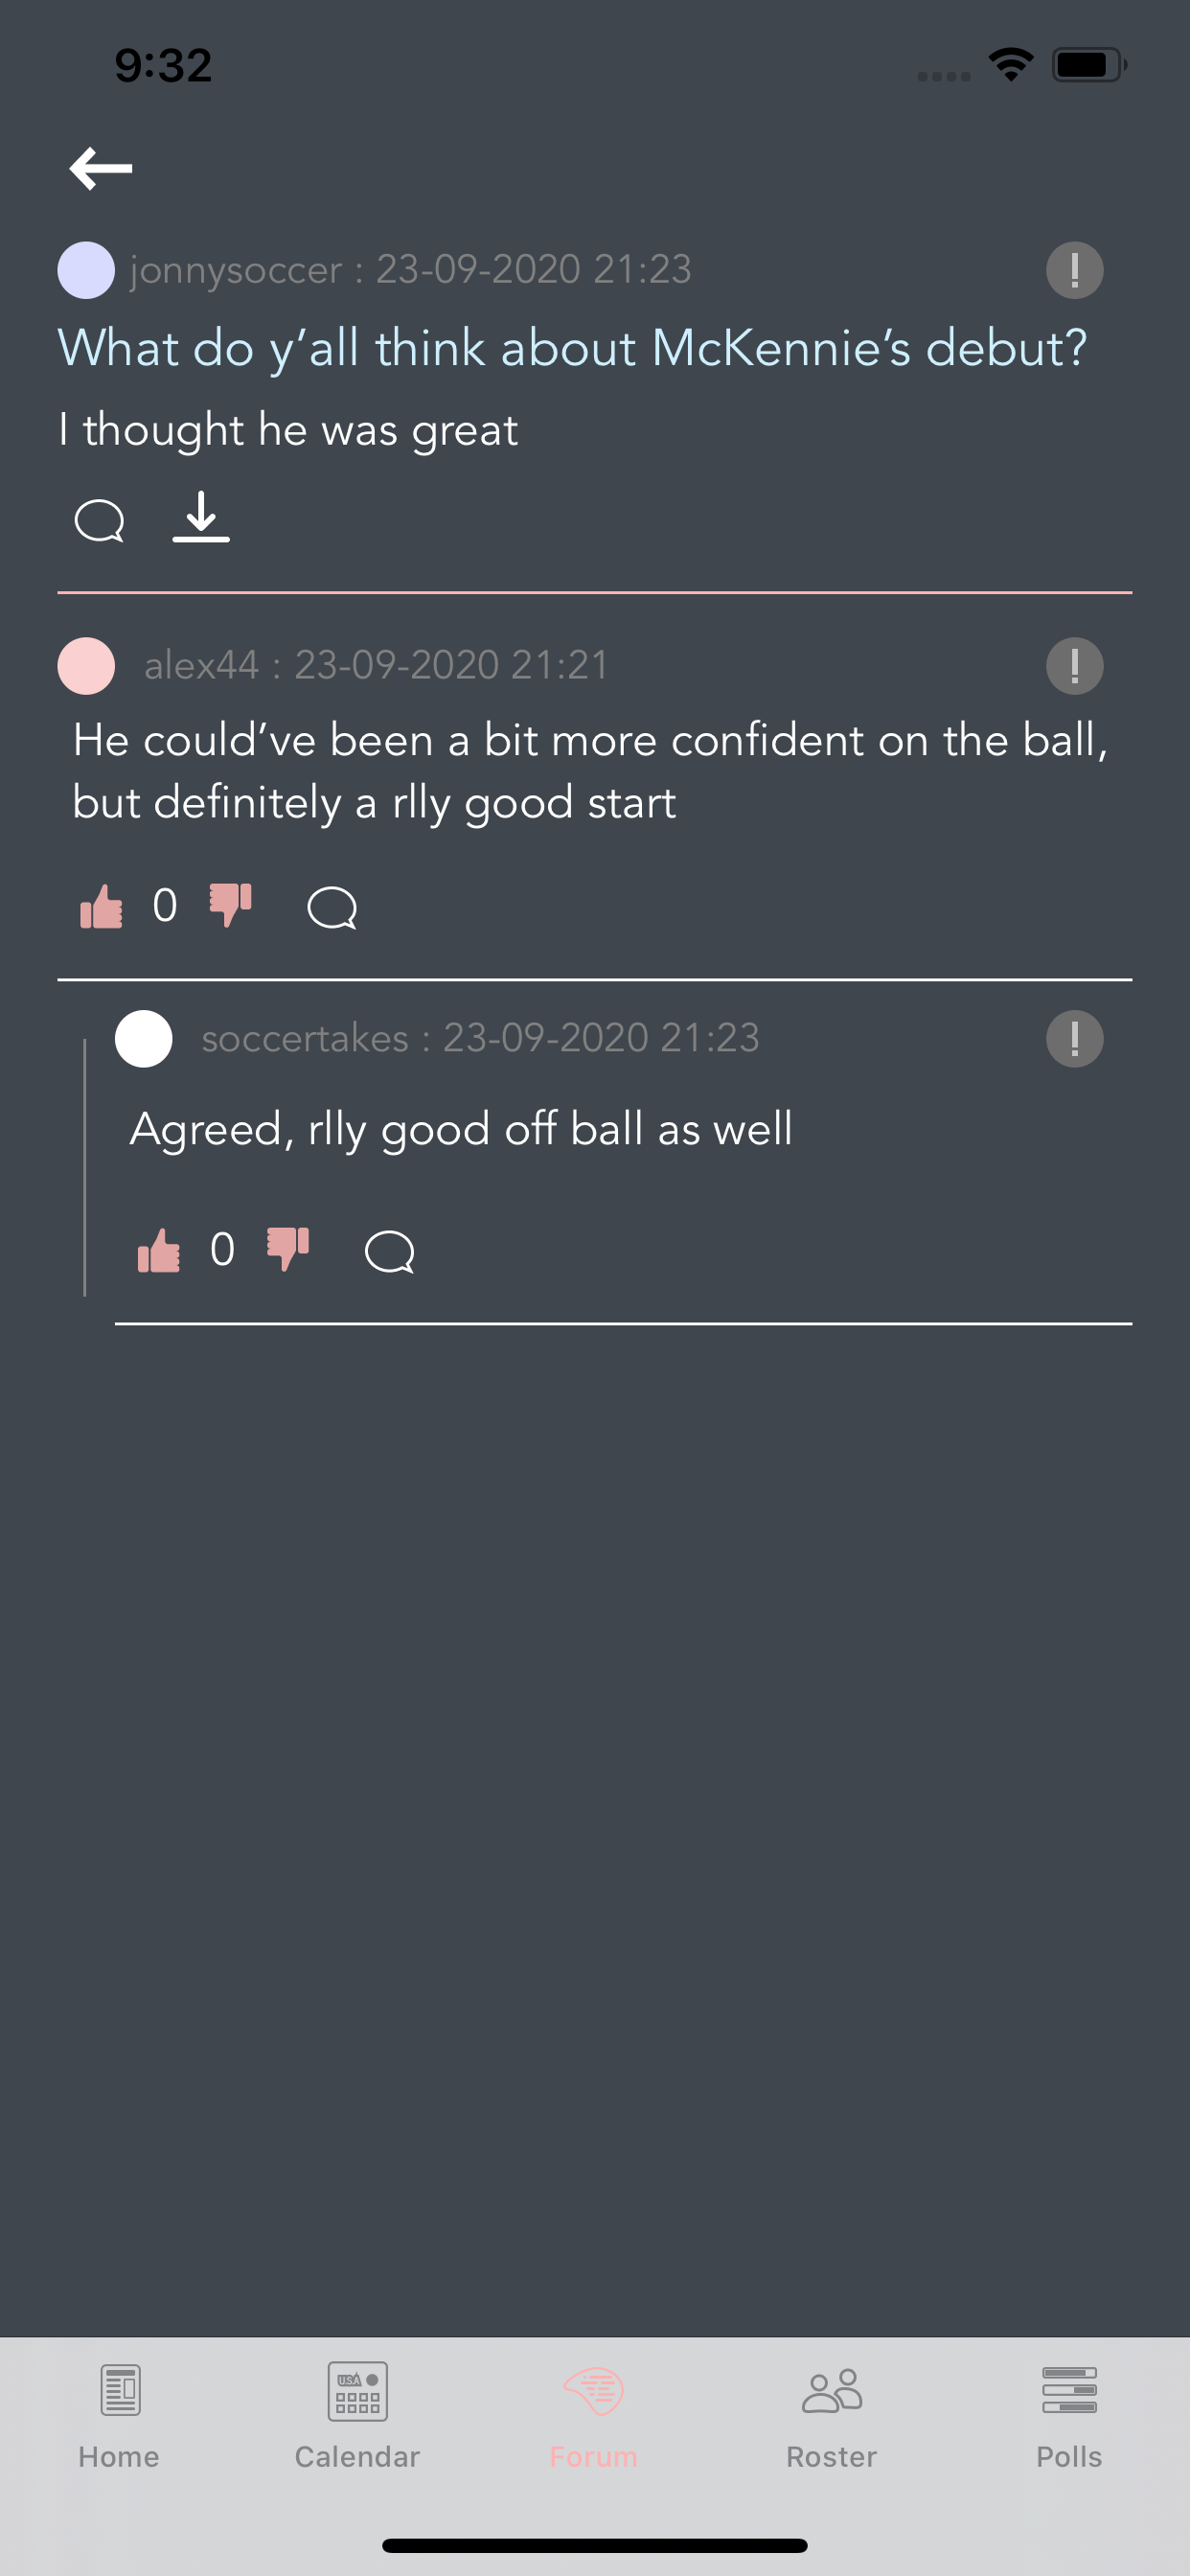 9:32
jonnysoccer : 23-09-2020 21:23
What do y’all think about McKennie’s debut?
I thought he was great
alex44 : 23-09-2020 21:21
He could’ve been a bit more confident on the ball,
but definitely a rlly good start
0
soccertakes : 23-09-2020 21:23
Agreed, rlly good off ball as well
0
USA
Home Calendar Forum Roster Polls